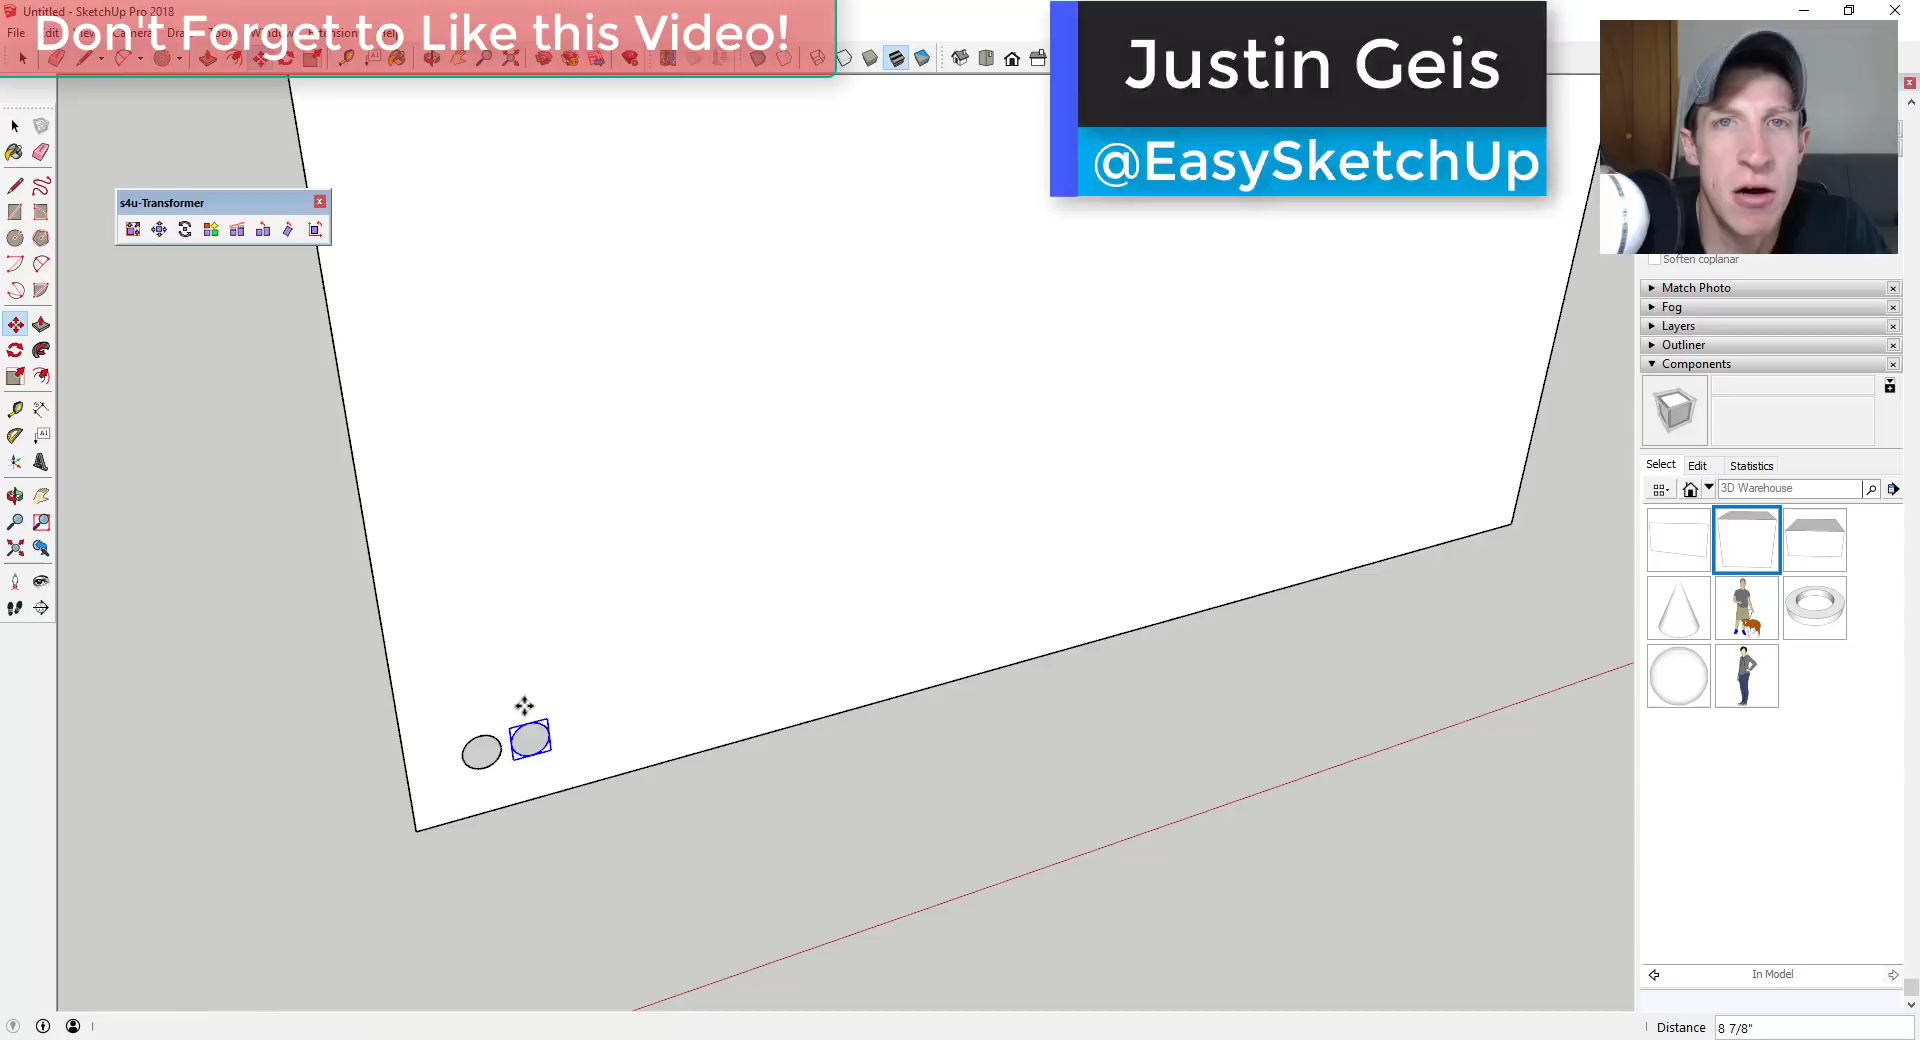 Untitled - SketchUp Pro 2018
Don't Forget to Like this Video!
Justin Geis
@EasySketchUp
s4u-Transformer
Soften coplanar
Match Photo
Fog
Layers
Outliner
Components
Select Edit Statistics
3D Warehouse
In Model
Distance 8 7/8"